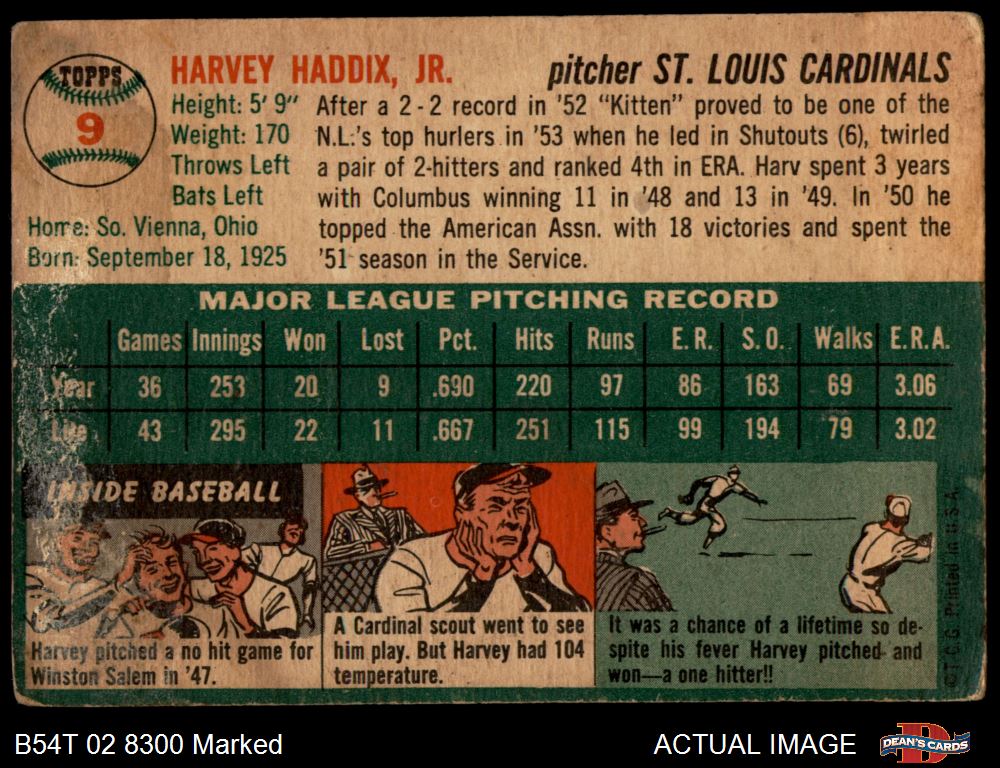 TOPPS
9
HARVEY HADDIX, JR.
pitcher ST. LOUIS CARDINALS
Height: 5' 9"
Weight: 170
Throws Left
Bats Left
Home: So. Vienna, Ohio
Born: September 18, 1925
After a 2-2 record in '52 "Kitten" proved to be one of the
N.L.'s top hurlers in '53 when he led in Shutouts (6), twirled
a pair of 2-hitters and ranked 4th in ERA. Harv spent 3 years
with Columbus winning 11 in '48 and 13 in '49. In '50 he
topped the American Assn. with 18 victories and spent the
'51 season in the Service.
MAJOR LEAGUE PITCHING RECORD
Games Innings Won Lost Pct. Hits Runs E.R. S.O. Walks E.R.A.
Year 36 253 20 9 .690 220 97 86 163 69 3.06
Life 43 295 22 11 .667 251 115 99 194 79 3.02
INSIDE BASEBALL
Harvey pitched a no hit game for
Winston Salem in '47.
A Cardinal scout went to see
him play. But Harvey had 104
temperature.
It was a chance of a lifetime so de-
spite his fever Harvey pitched and
won—a one hitter!!
©T.C.G. Printed in U.S.A.
B54T 02 8300 Marked
ACTUAL IMAGE
DEAN'S CARDS